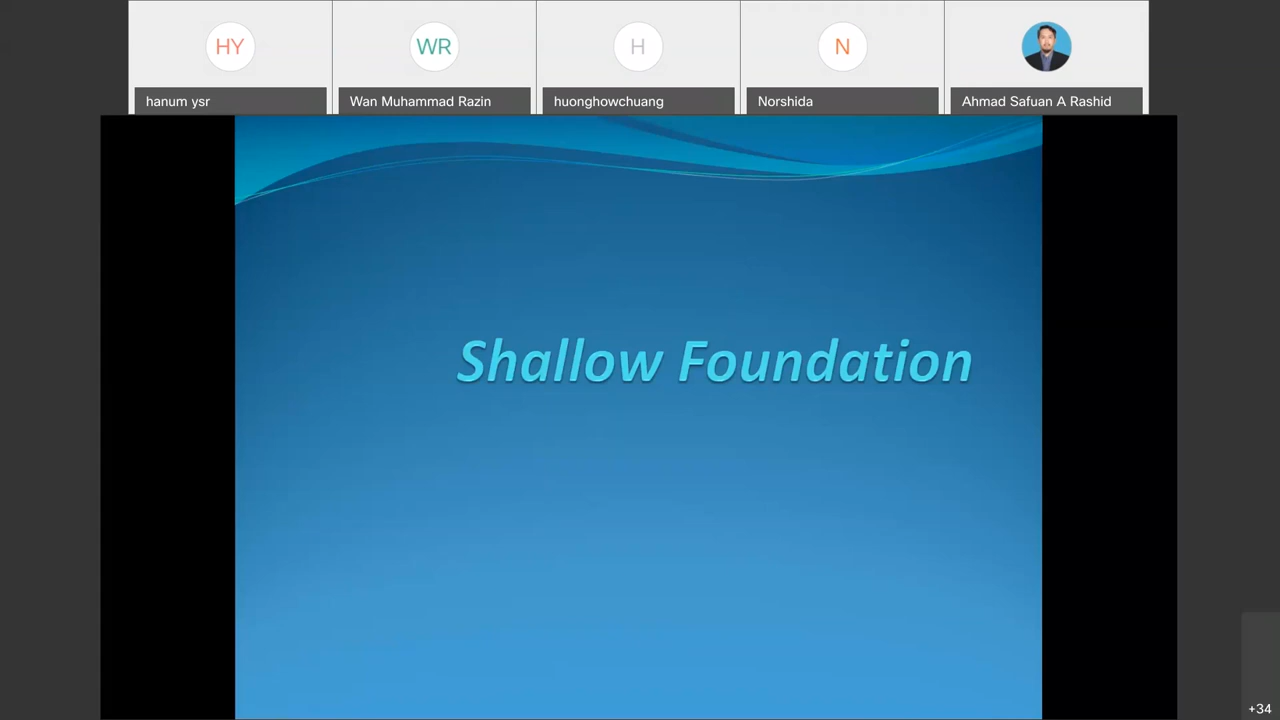 HY
WR
H
N
hanum ysr
Wan Muhammad Razin
huonghowchuang
Norshida
Ahmad Safuan A Rashid
Shallow Foundation
+34